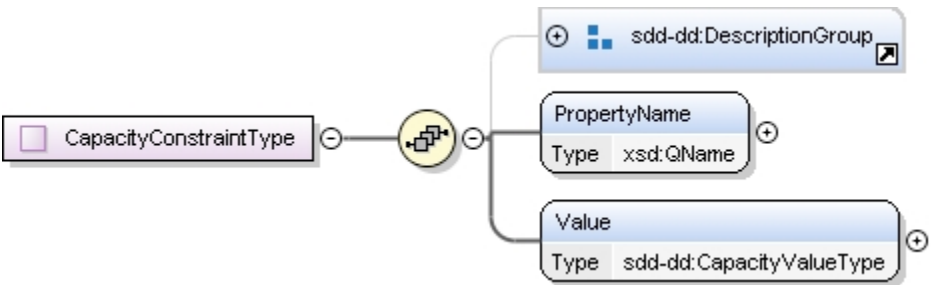 sdd-dd:DescriptionGroup
CapacityConstraintType
PropertyName
Type xsd:QName
Value
Type sdd-dd:CapacityValueType